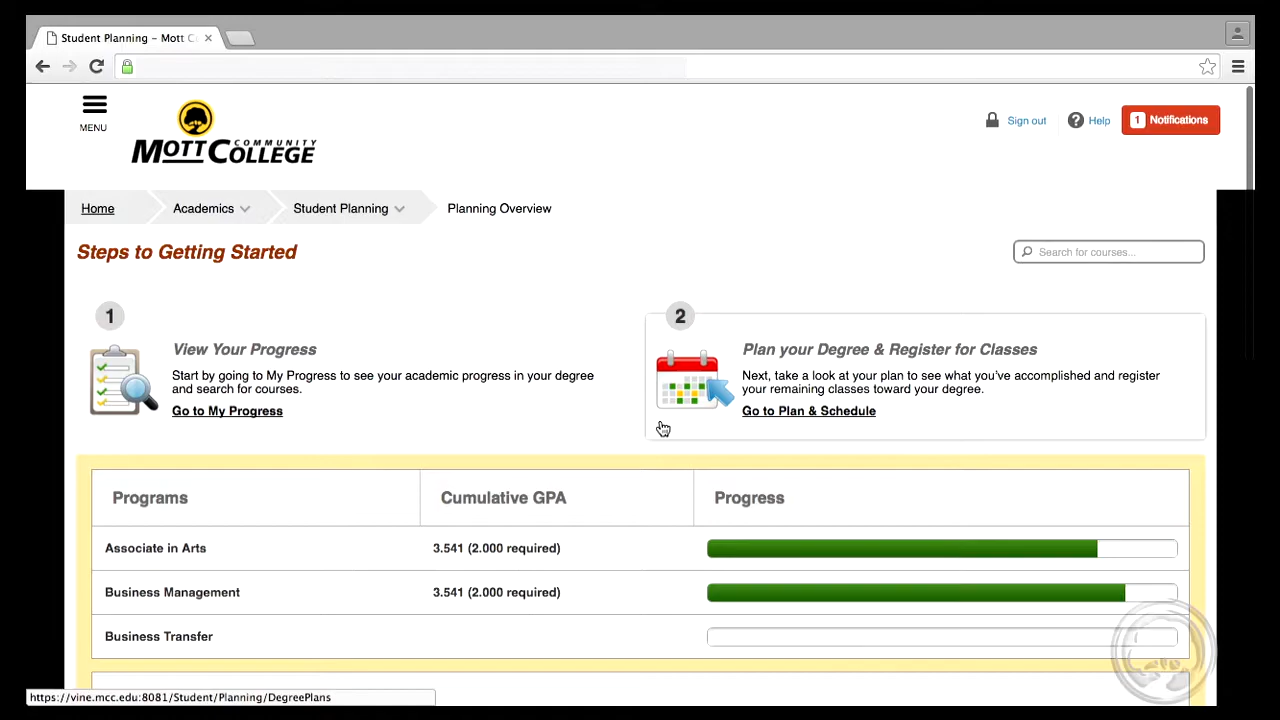 Student Planning – Mott C
MENU
MOTT COMMUNITY COLLEGE
Sign out
Help
1 Notifications
Home
Academics
Student Planning
Planning Overview
Steps to Getting Started
Search for courses...
1
View Your Progress
Start by going to My Progress to see your academic progress in your degree
and search for courses.
Go to My Progress
2
Plan your Degree & Register for Classes
Next, take a look at your plan to see what you've accomplished and register
your remaining classes toward your degree.
Go to Plan & Schedule
Programs
Cumulative GPA
Progress
Associate in Arts
3.541 (2.000 required)
Business Management
3.541 (2.000 required)
Business Transfer
https://vine.mcc.edu:8081/Student/Planning/DegreePlans